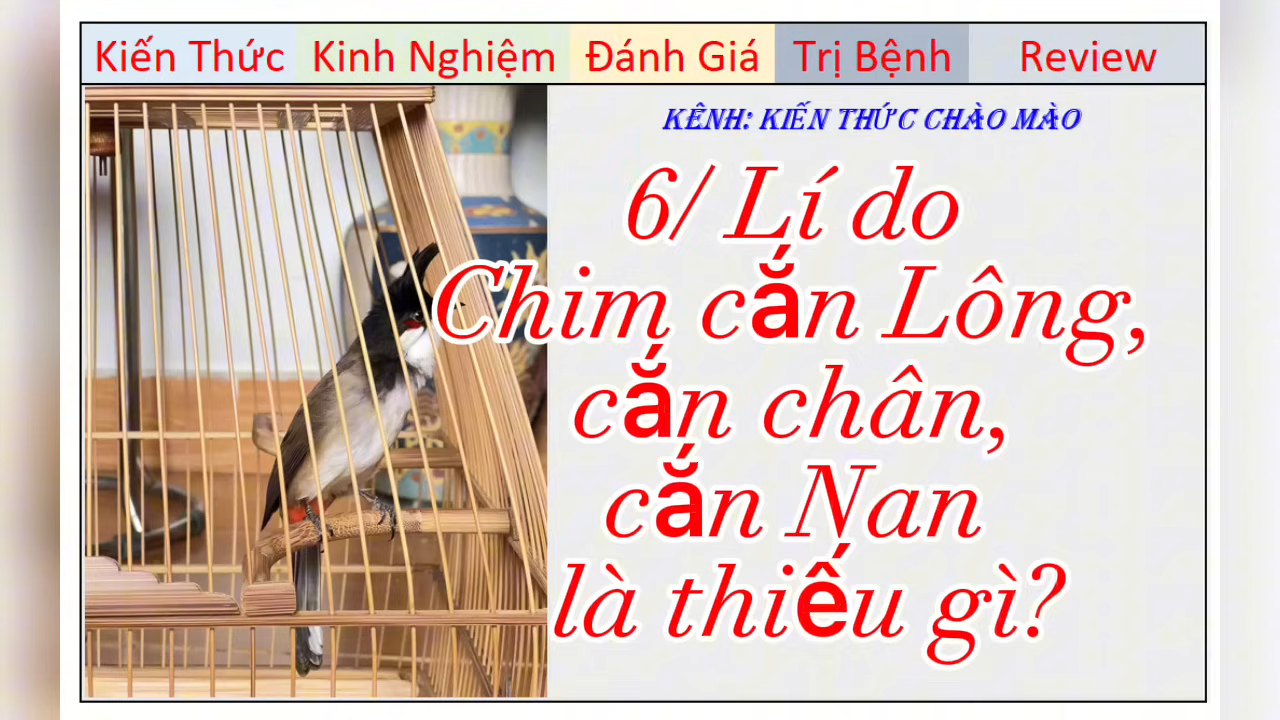 Kiến Thức Kinh Nghiệm Đánh Giá Trị Bệnh Review
KÊNH: KIẾN THỨC CHÀO MÀO
6/ Lí do
Chim cắn Lông,
cắn chân,
cắn Nan
là thiếu gì?